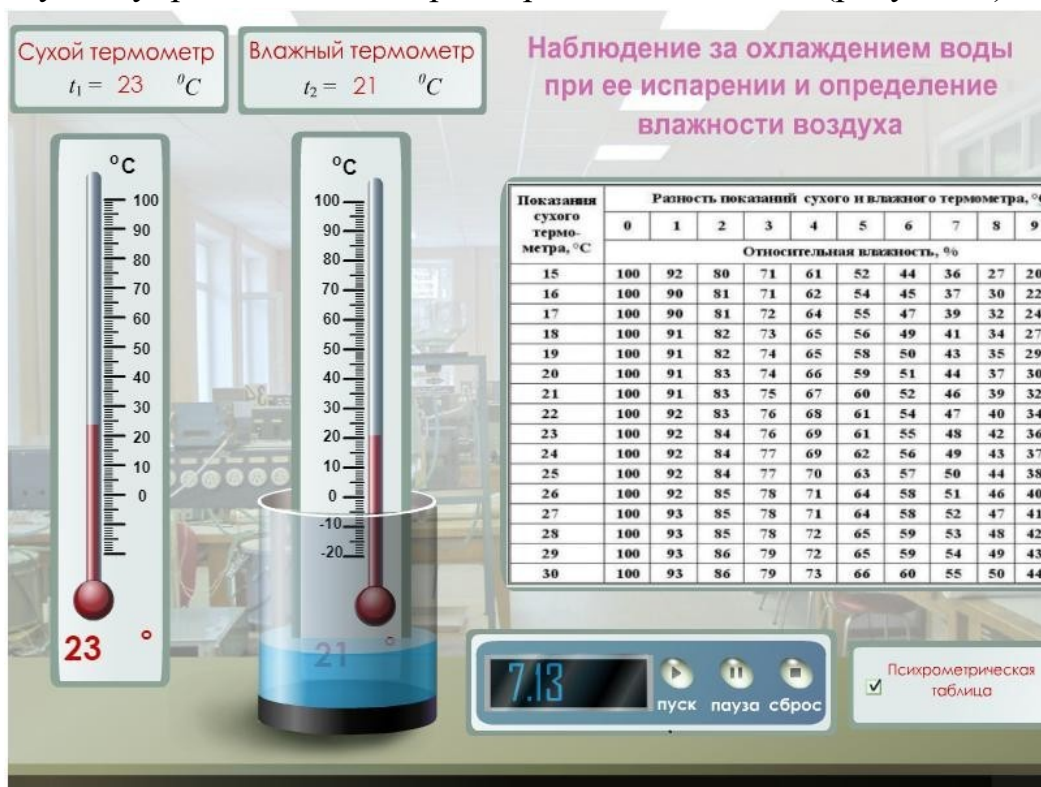 Сухой термометр
t₁ = 23 ⁰C
Влажный термометр
t₂ = 21 ⁰C
Наблюдение за охлаждением воды
при ее испарении и определение
влажности воздуха
°C
100
90
80
70
60
50
40
30
20
10
0
23 °
°C
100
90
80
70
60
50
40
30
20
10
0
-10
-20
21 °
Показания сухого термо-метра, °C
Разность показаний сухого и влажного термометра, °C
0 1 2 3 4 5 6 7 8 9
Относительная влажность, %
15 100 92 80 71 61 52 44 36 27 20
16 100 90 81 71 62 54 45 37 30 22
17 100 90 81 72 64 55 47 39 32 24
18 100 91 82 73 65 56 49 41 34 27
19 100 91 82 74 65 58 50 43 35 29
20 100 91 83 74 66 59 51 44 37 30
21 100 91 83 75 67 60 52 46 39 32
22 100 92 83 76 68 61 54 47 40 34
23 100 92 84 76 69 61 55 48 42 36
24 100 92 84 77 69 62 56 49 43 37
25 100 92 84 77 70 63 57 50 44 38
26 100 92 85 78 71 64 58 51 46 40
27 100 93 85 78 71 64 58 52 47 41
28 100 93 85 78 72 65 59 53 48 42
29 100 93 86 79 72 65 59 54 49 43
30 100 93 86 79 73 66 60 55 50 44
7.13
пуск пауза сброс
Психрометрическая
таблица